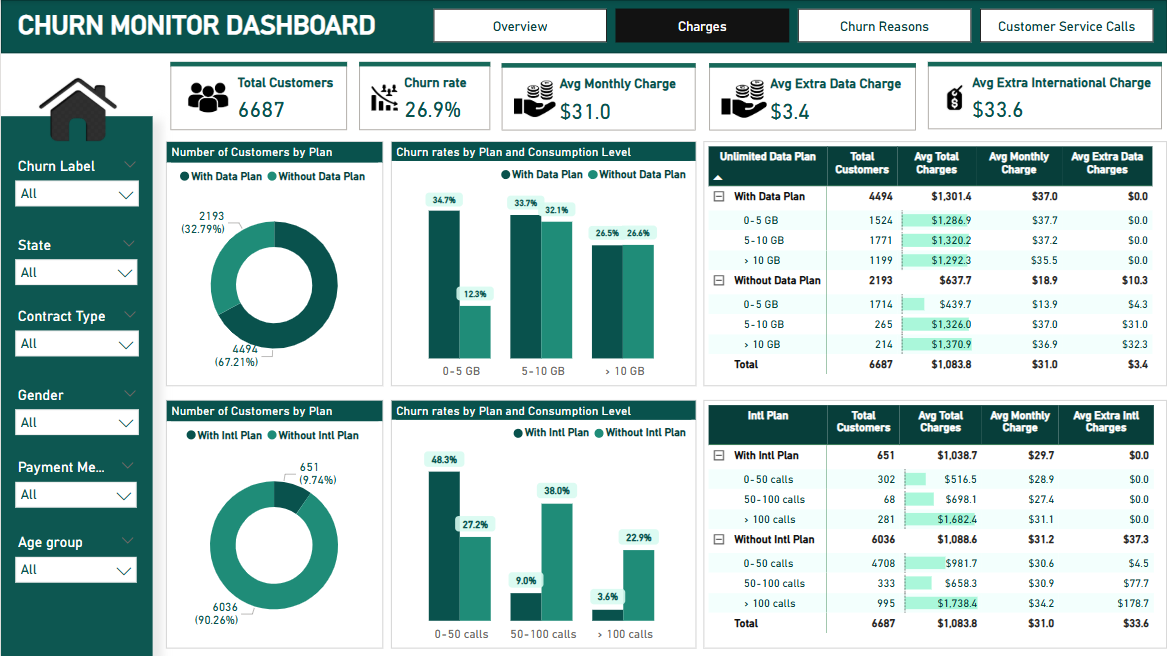 CHURN MONITOR DASHBOARD
Overview
Charges
Churn Reasons
Customer Service Calls
Total Customers
6687
Churn rate
26.9%
Avg Monthly Charge
$31.0
Avg Extra Data Charge
$3.4
Avg Extra International Charge
$33.6
Churn Label
All
State
All
Contract Type
All
Gender
All
Payment Me...
All
Age group
All
Number of Customers by Plan
With Data Plan Without Data Plan
2193
(32.79%)
4494
(67.21%)
Churn rates by Plan and Consumption Level
With Data Plan Without Data Plan
34.7%
12.3%
33.7%
32.1%
26.5%
26.6%
0-5 GB
5-10 GB
> 10 GB
Unlimited Data Plan Total Customers Avg Total Charges Avg Monthly Charge Avg Extra Data Charges
With Data Plan 4494 $1,301.4 $37.0 $0.0
0-5 GB 1524 $1,286.9 $37.7 $0.0
5-10 GB 1771 $1,320.2 $37.2 $0.0
> 10 GB 1199 $1,292.3 $35.5 $0.0
Without Data Plan 2193 $637.7 $18.9 $10.3
0-5 GB 1714 $439.7 $13.9 $4.3
5-10 GB 265 $1,326.0 $37.0 $31.0
> 10 GB 214 $1,370.9 $36.9 $32.3
Total 6687 $1,083.8 $31.0 $3.4
Number of Customers by Plan
With Intl Plan Without Intl Plan
651
(9.74%)
6036
(90.26%)
Churn rates by Plan and Consumption Level
With Intl Plan Without Intl Plan
48.3%
27.2%
9.0%
38.0%
3.6%
22.9%
0-50 calls
50-100 calls
> 100 calls
Intl Plan Total Customers Avg Total Charges Avg Monthly Charge Avg Extra Intl Charges
With Intl Plan 651 $1,038.7 $29.7 $0.0
0-50 calls 302 $516.5 $28.9 $0.0
50-100 calls 68 $698.1 $27.4 $0.0
> 100 calls 281 $1,682.4 $31.1 $0.0
Without Intl Plan 6036 $1,088.6 $31.2 $37.3
0-50 calls 4708 $981.7 $30.6 $4.5
50-100 calls 333 $658.3 $30.9 $77.7
> 100 calls 995 $1,738.4 $34.2 $178.7
Total 6687 $1,083.8 $31.0 $33.6